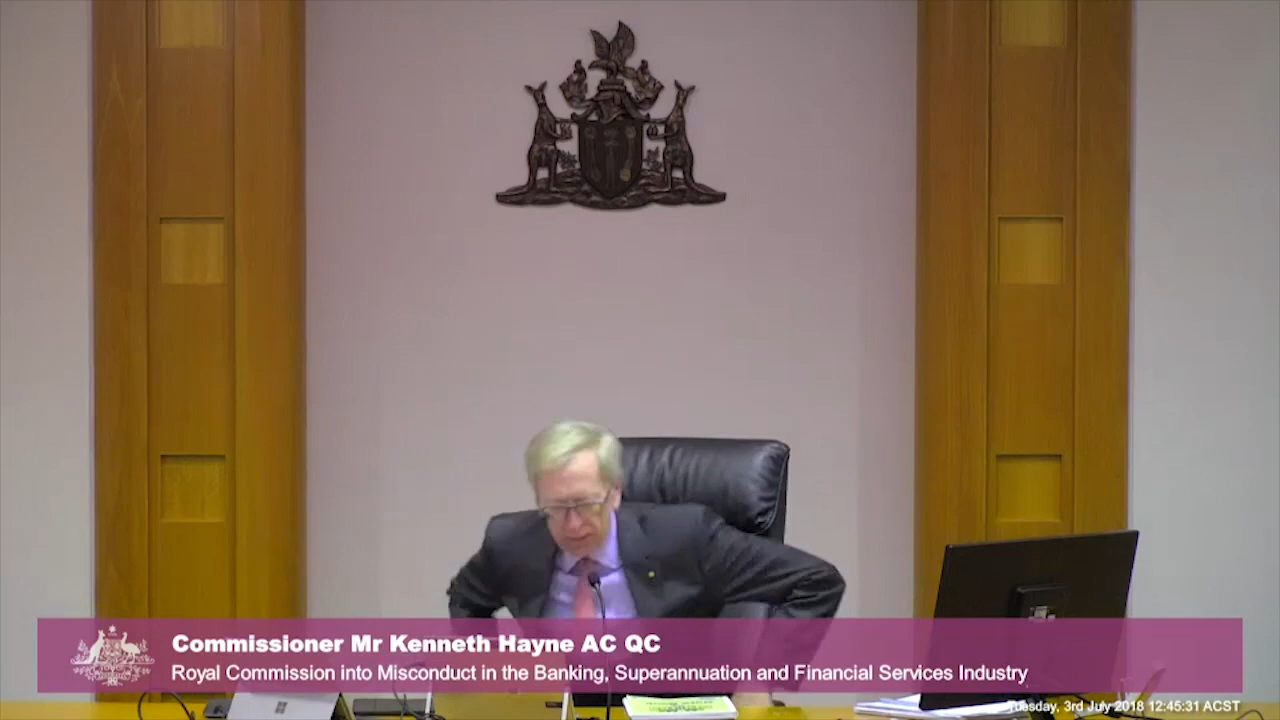 Commissioner Mr Kenneth Hayne AC QC
Royal Commission into Misconduct in the Banking, Superannuation and Financial Services Industry
Tuesday, 3rd July 2018 12:45:31 ACST